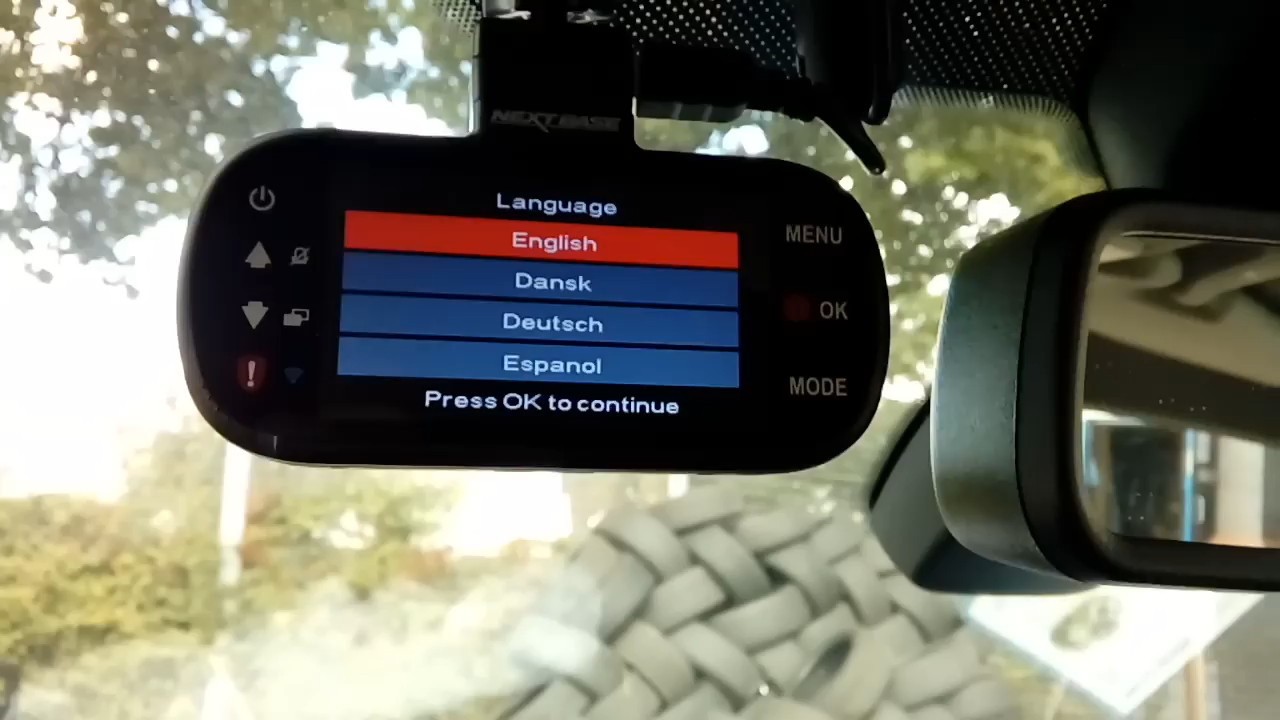 NEXTBASE
Language
English
Dansk
Deutsch
Espanol
Press OK to continue
MENU
OK
MODE